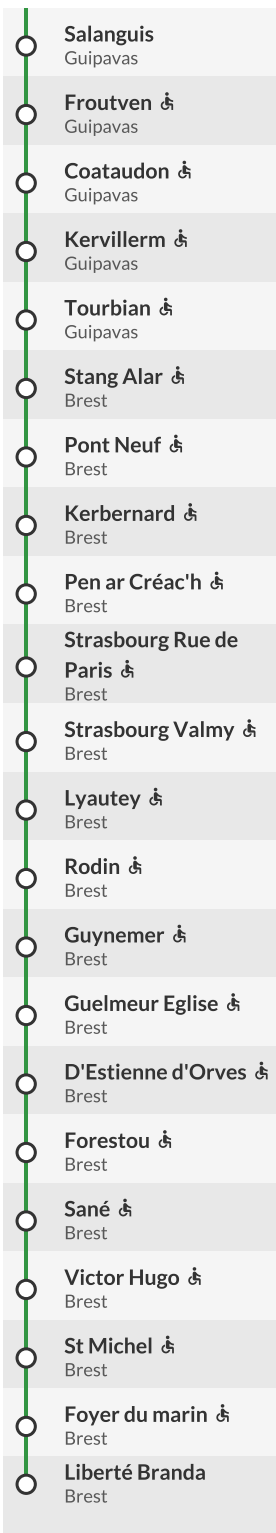 Salanguis
Guipavas
Froutven
Guipavas
Coataudon
Guipavas
Kervillerm
Guipavas
Tourbian
Guipavas
Stang Alar
Brest
Pont Neuf
Brest
Kerbernard
Brest
Pen ar Créac'h
Brest
Strasbourg Rue de
Paris
Brest
Strasbourg Valmy
Brest
Lyautey
Brest
Rodin
Brest
Guynemer
Brest
Guelmeur Eglise
Brest
D'Estienne d'Orves
Brest
Forestou
Brest
Sané
Brest
Victor Hugo
Brest
St Michel
Brest
Foyer du marin
Brest
Liberté Branda
Brest